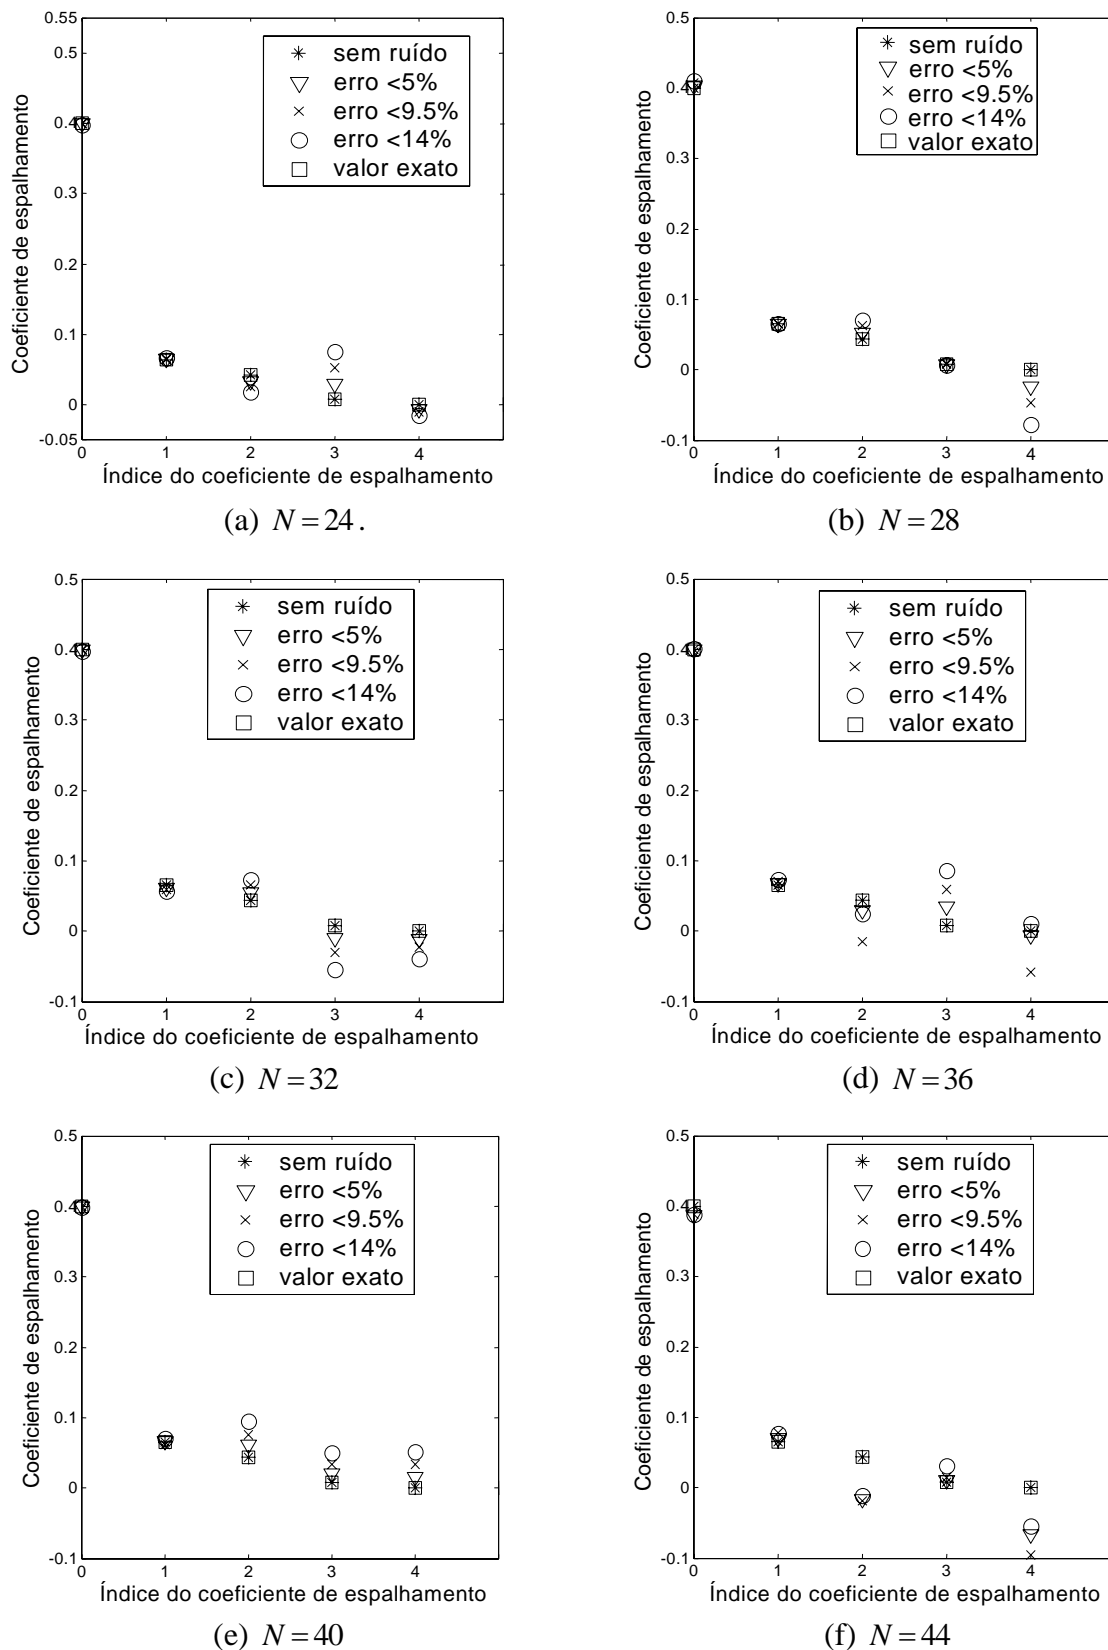 0.55
0.5
0.4
0.3
0.2
0.1
0
-0.05
0 1 2 3 4
Coeficiente de espalhamento
Índice do coeficiente de espalhamento
sem ruído
erro <5%
erro <9.5%
erro <14%
valor exato
(a) N = 24.
0.5
0.4
0.3
0.2
0.1
0
-0.1
0 1 2 3 4
Coeficiente de espalhamento
Índice do coeficiente de espalhamento
sem ruído
erro <5%
erro <9.5%
erro <14%
valor exato
(b) N = 28
0.5
0.4
0.3
0.2
0.1
0
-0.1
0 1 2 3 4
Coeficiente de espalhamento
Índice do coeficiente de espalhamento
sem ruído
erro <5%
erro <9.5%
erro <14%
valor exato
(c) N = 32
0.5
0.4
0.3
0.2
0.1
0
-0.1
0 1 2 3 4
Coeficiente de espalhamento
Índice do coeficiente de espalhamento
sem ruído
erro <5%
erro <9.5%
erro <14%
valor exato
(d) N = 36
0.5
0.4
0.3
0.2
0.1
0
-0.1
0 1 2 3 4
Coeficiente de espalhamento
Índice do coeficiente de espalhamento
sem ruído
erro <5%
erro <9.5%
erro <14%
valor exato
(e) N = 40
0.5
0.4
0.3
0.2
0.1
0
-0.1
0 1 2 3 4
Coeficiente de espalhamento
Índice do coeficiente de espalhamento
sem ruído
erro <5%
erro <9.5%
erro <14%
valor exato
(f) N = 44